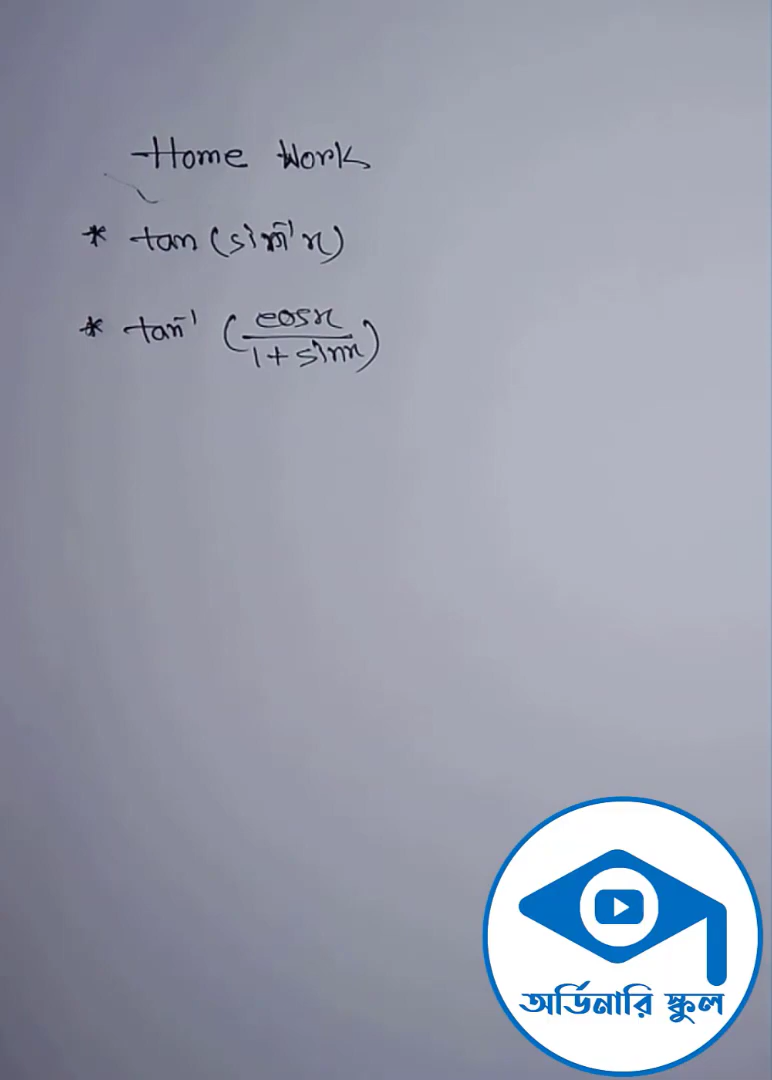 Home Work
* tan (sin⁻¹x)
* tan⁻¹ (cosx / 1 + sinx)
অর্ডিনারি স্কুল